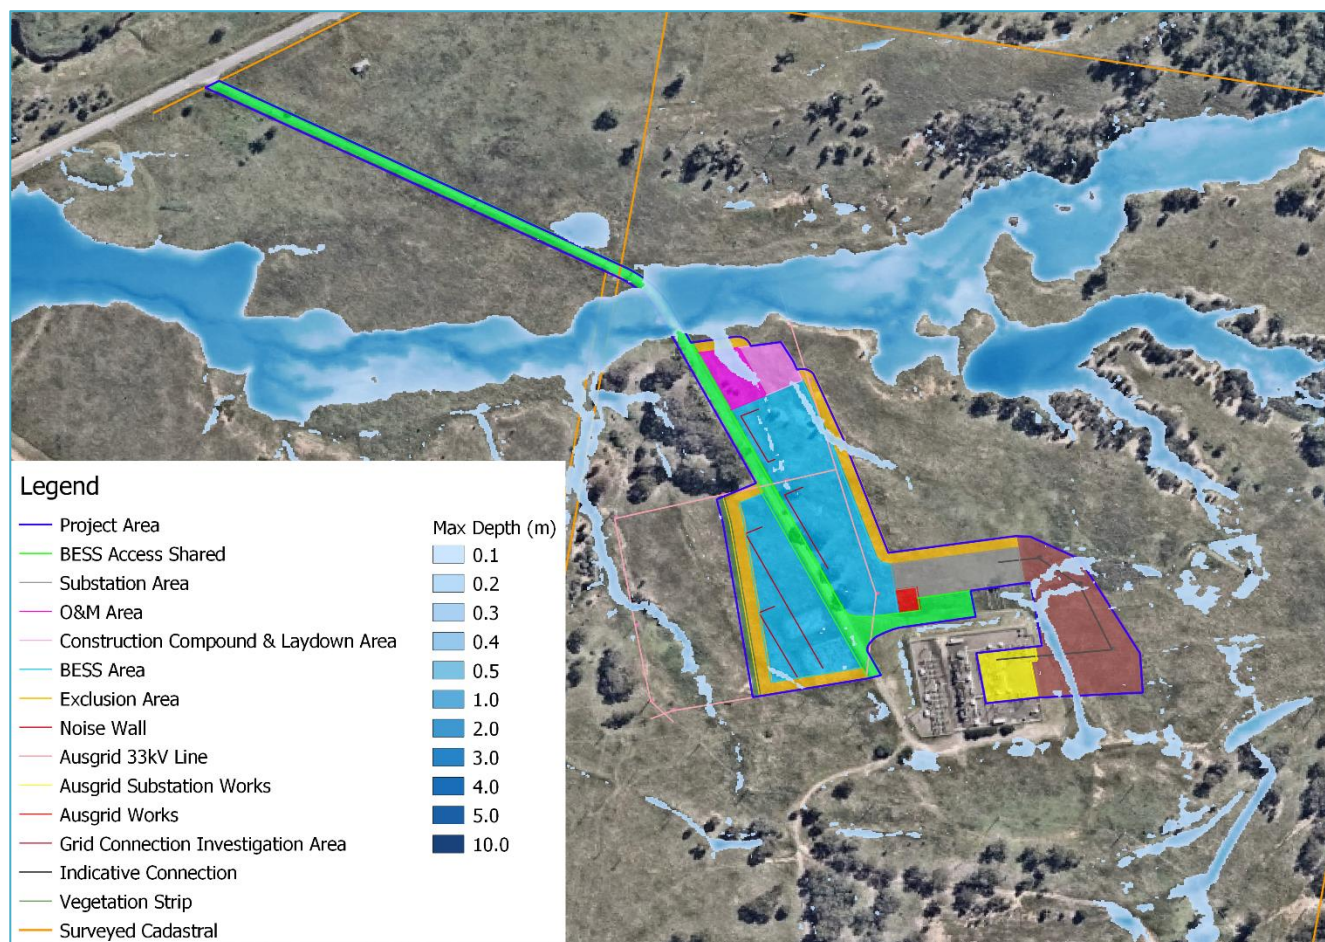 Legend
Project Area
BESS Access Shared
Substation Area
O&M Area
Construction Compound & Laydown Area
BESS Area
Exclusion Area
Noise Wall
Ausgrid 33kV Line
Ausgrid Substation Works
Ausgrid Works
Grid Connection Investigation Area
Indicative Connection
Vegetation Strip
Surveyed Cadastral
Max Depth (m)
0.1
0.2
0.3
0.4
0.5
1.0
2.0
3.0
4.0
5.0
10.0